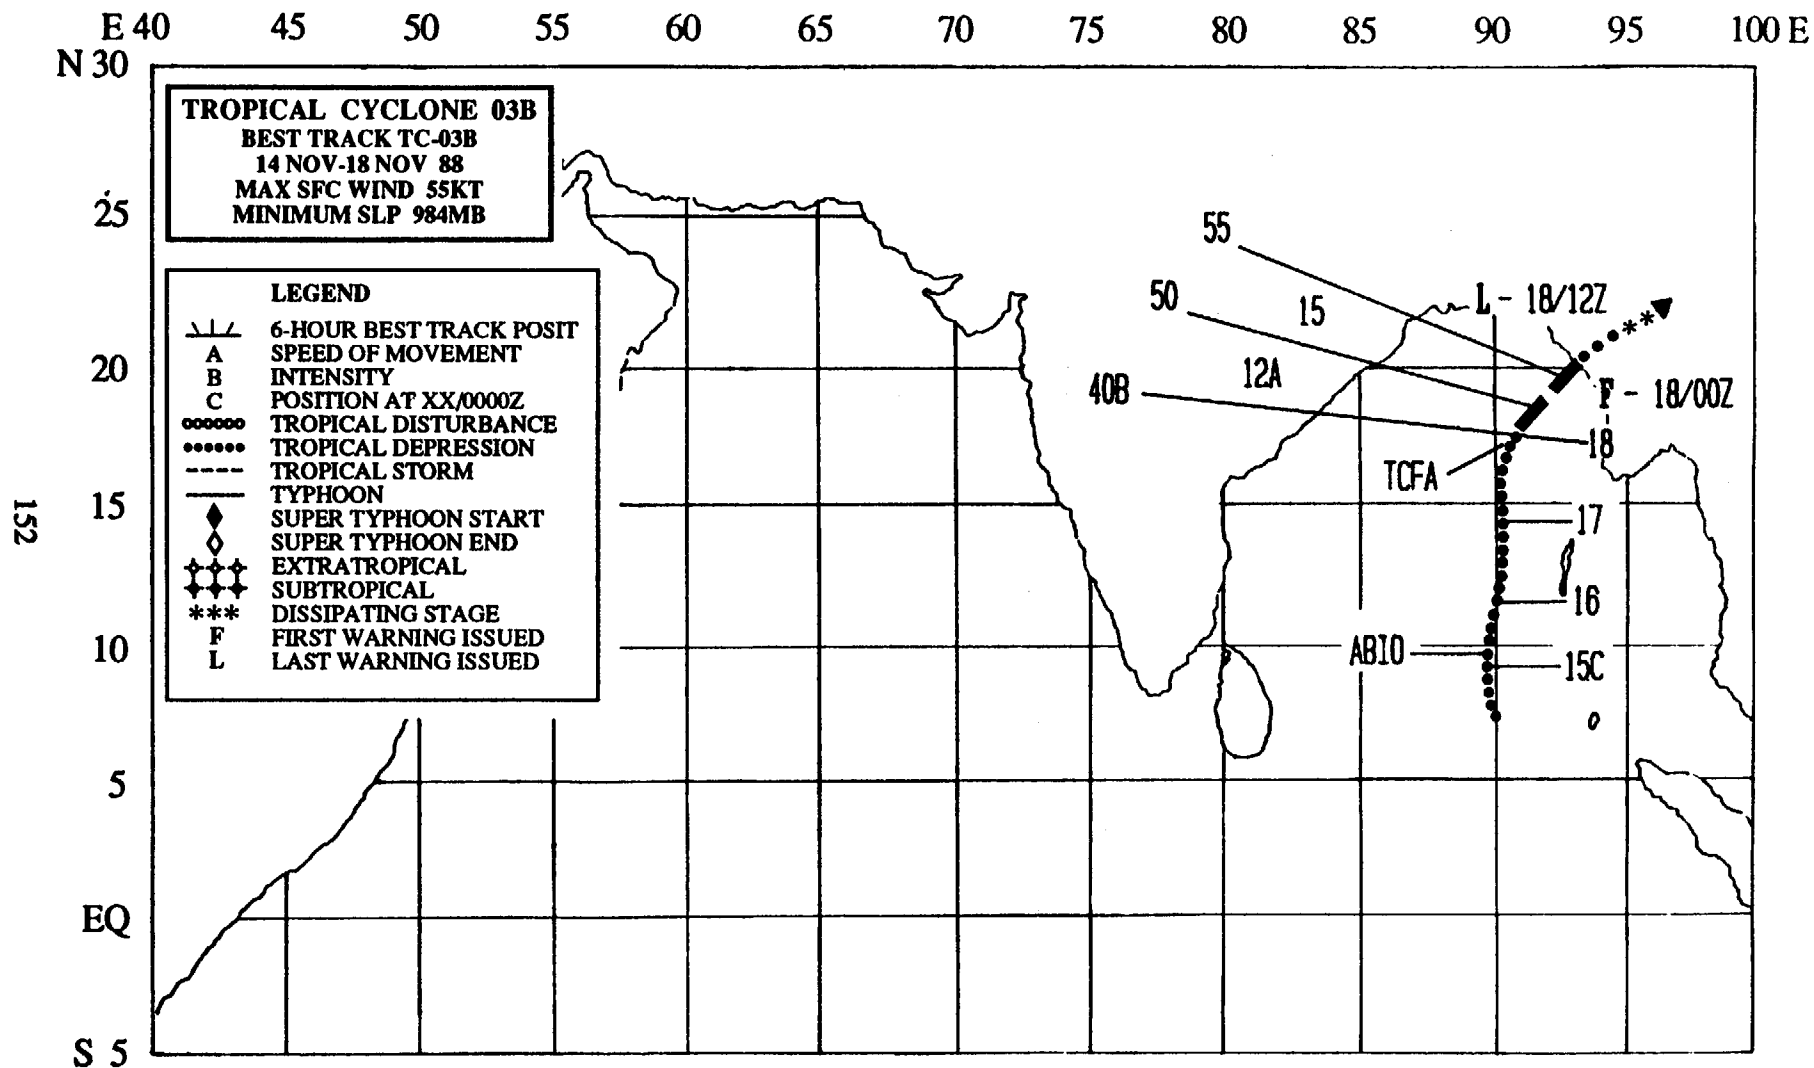 E 40 45 50 55 60 65 70 75 80 85 90 95 100 E
N 30
TROPICAL CYCLONE 03B
BEST TRACK TC-03B
14 NOV-18 NOV 88
MAX SFC WIND 55KT
MINIMUM SLP 984MB
25
55
LEGEND
6-HOUR BEST TRACK POSIT
A SPEED OF MOVEMENT
B INTENSITY
C POSITION AT XX/0000Z
TROPICAL DISTURBANCE
TROPICAL DEPRESSION
TROPICAL STORM
TYPHOON
SUPER TYPHOON START
SUPER TYPHOON END
EXTRATROPICAL
SUBTROPICAL
*** DISSIPATING STAGE
F FIRST WARNING ISSUED
L LAST WARNING ISSUED
50
15
L - 18/12Z
20
12A
40B
F - 18/00Z
18
TCFA
15
17
16
10
ABIO
15C
5
EQ
S 5
152